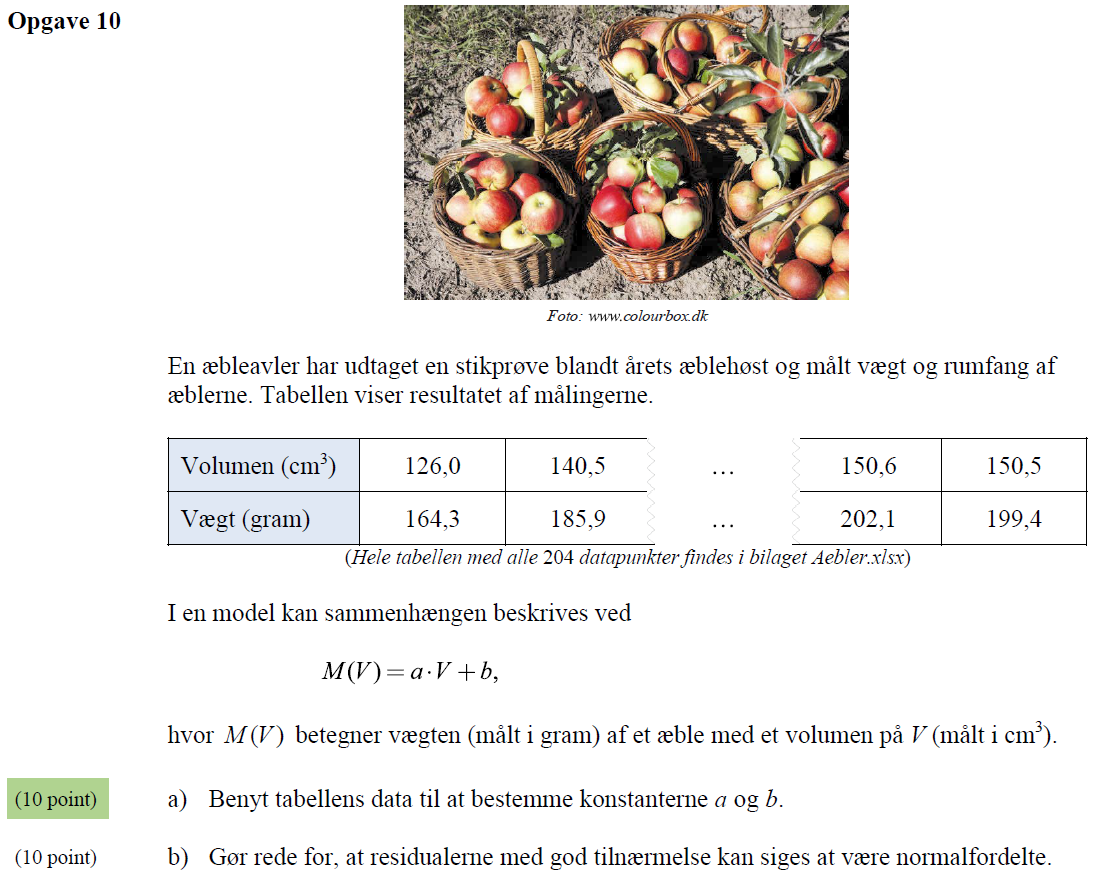 Opgave 10
Foto: www.colourbox.dk
En æbleavler har udtaget en stikprøve blandt årets æblehøst og målt vægt og rumfang af
æblerne. Tabellen viser resultatet af målingerne.
Volumen (cm³) 126,0 140,5 … 150,6 150,5
Vægt (gram) 164,3 185,9 … 202,1 199,4
(Hele tabellen med alle 204 datapunkter findes i bilaget Aebler.xlsx)
I en model kan sammenhængen beskrives ved
M(V) = a·V + b,
hvor M(V) betegner vægten (målt i gram) af et æble med et volumen på V (målt i cm³).
(10 point) a) Benyt tabellens data til at bestemme konstanterne a og b.
(10 point) b) Gør rede for, at residualerne med god tilnærmelse kan siges at være normalfordelte.